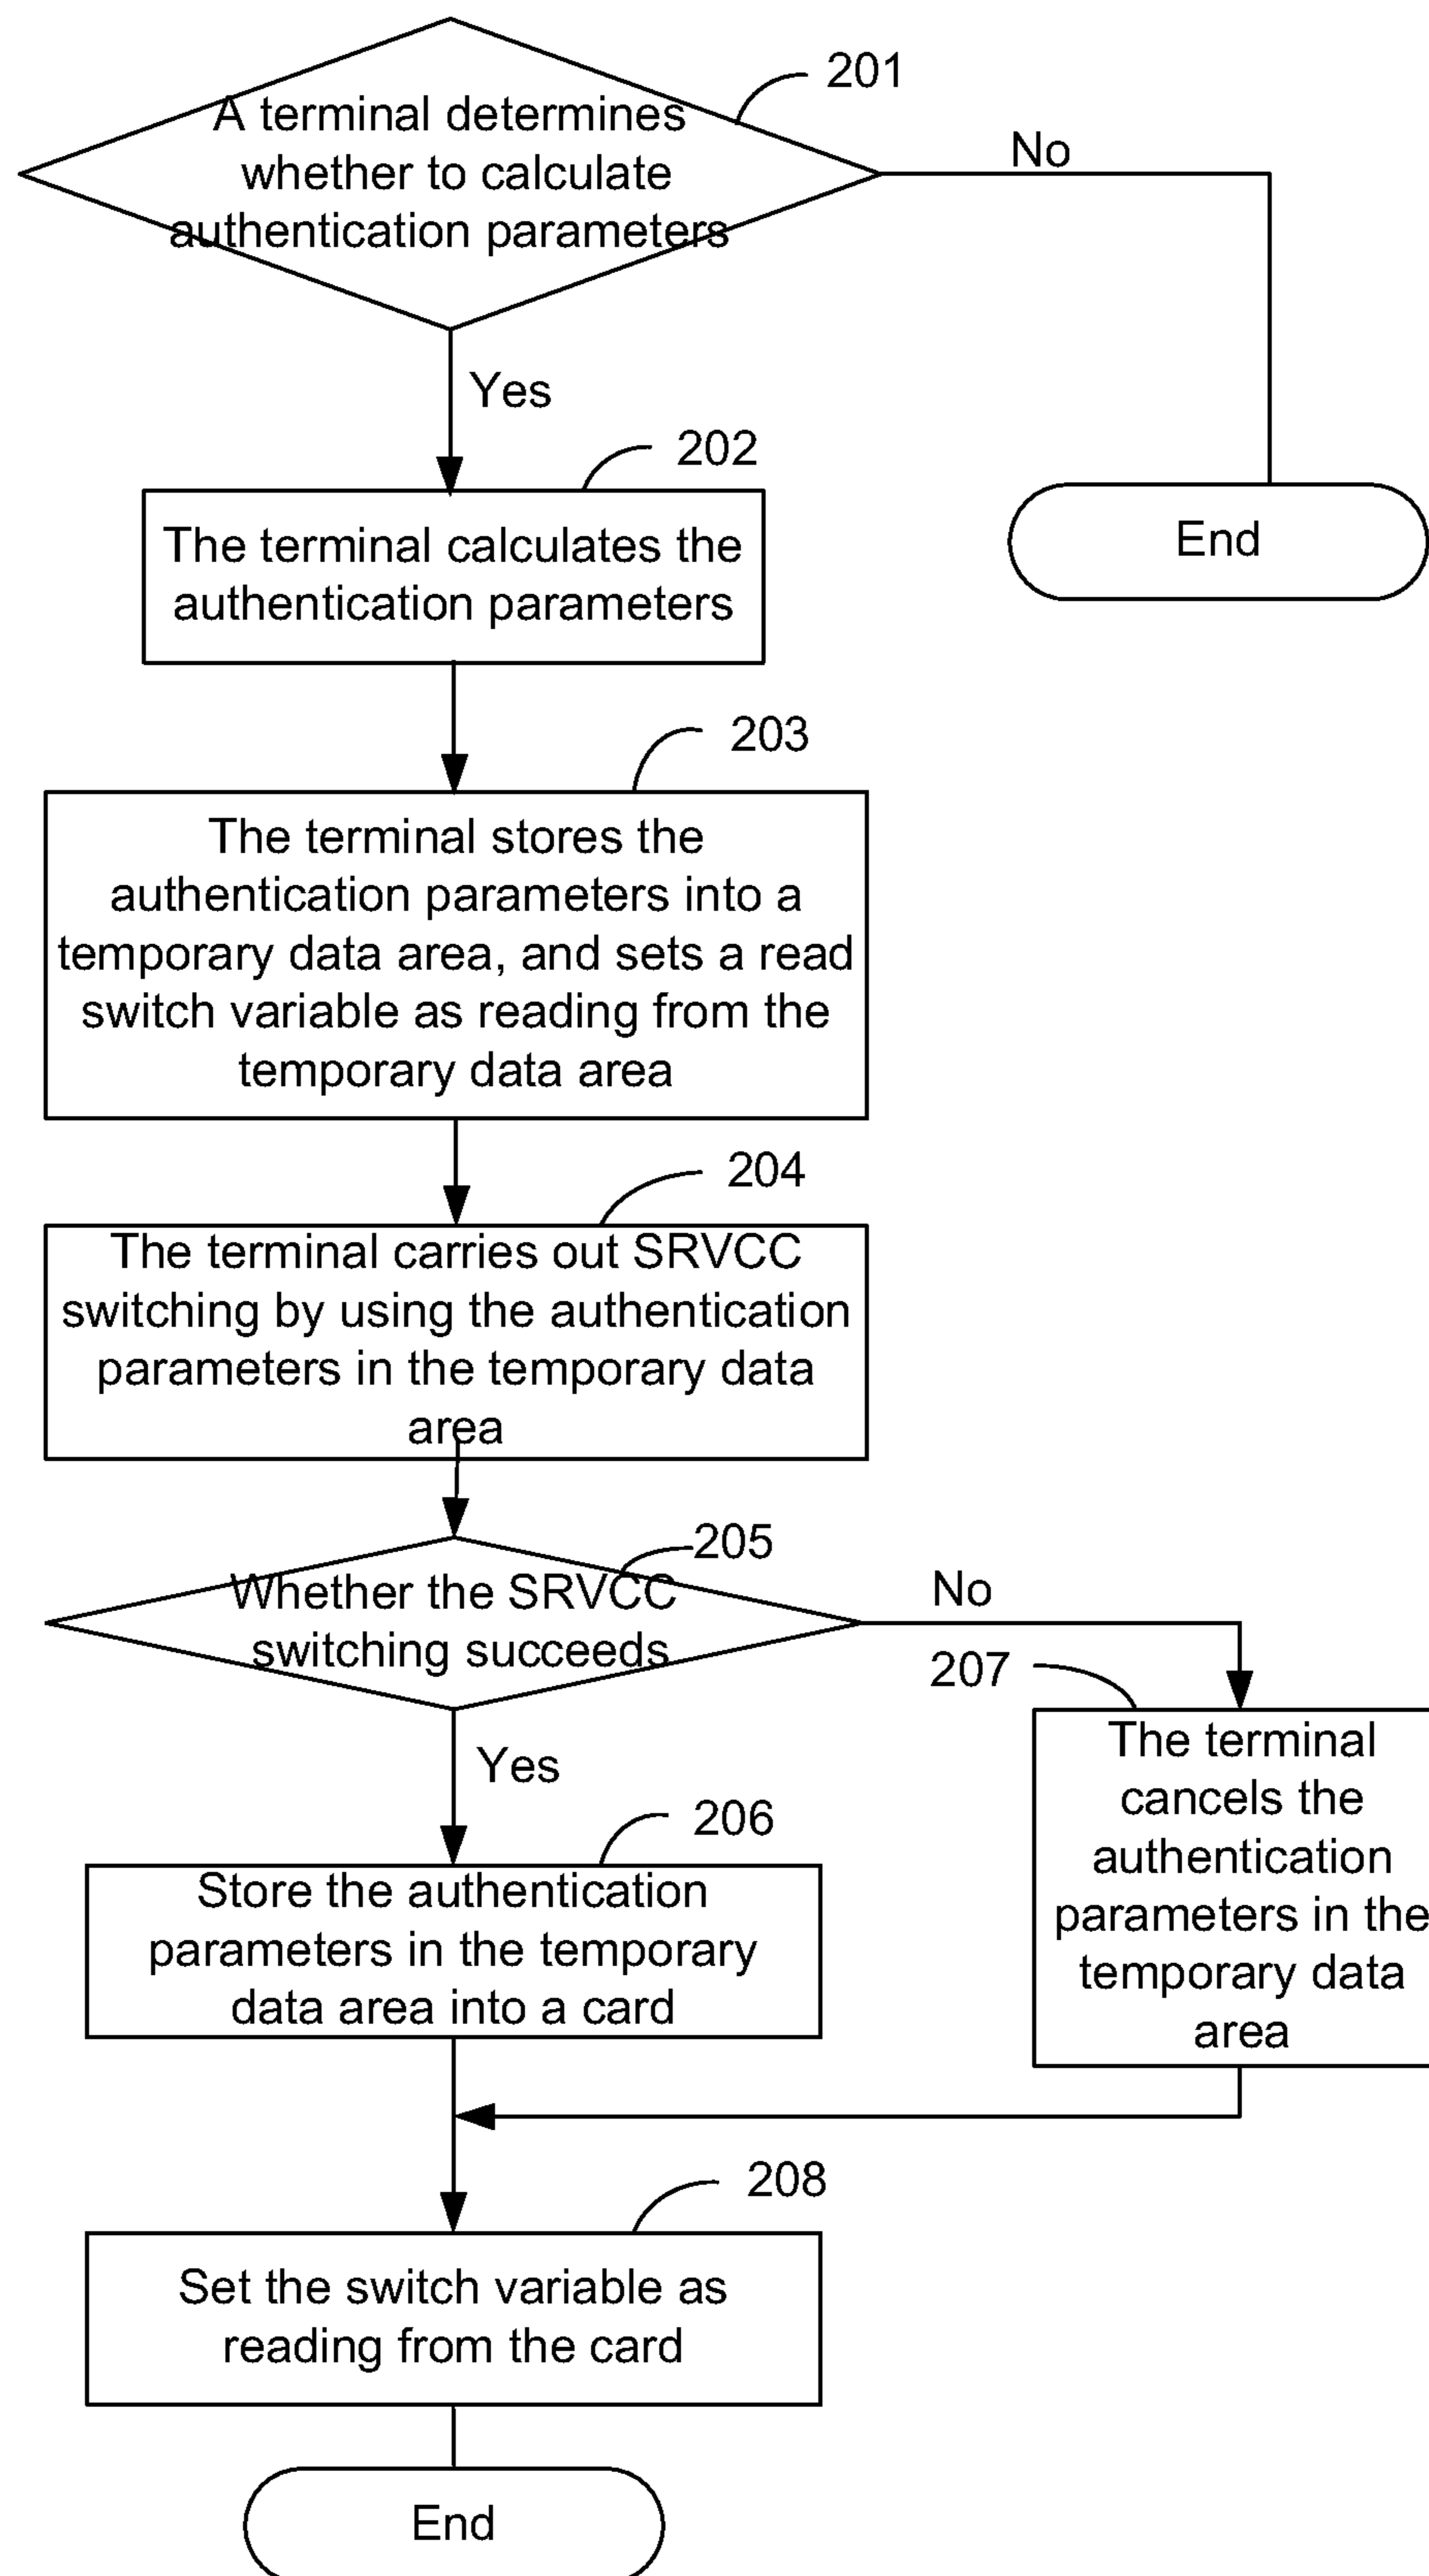 201
A terminal determines
whether to calculate
authentication parameters
No
Yes
202
The terminal calculates the
authentication parameters
End
203
The terminal stores the
authentication parameters into a
temporary data area, and sets a read
switch variable as reading from the
temporary data area
204
The terminal carries out SRVCC
switching by using the authentication
parameters in the temporary data
area
205
Whether the SRVCC
switching succeeds
No
Yes
207
The terminal
cancels the
authentication
parameters in the
temporary data
area
206
Store the authentication
parameters in the temporary
data area into a card
208
Set the switch variable as
reading from the card
End